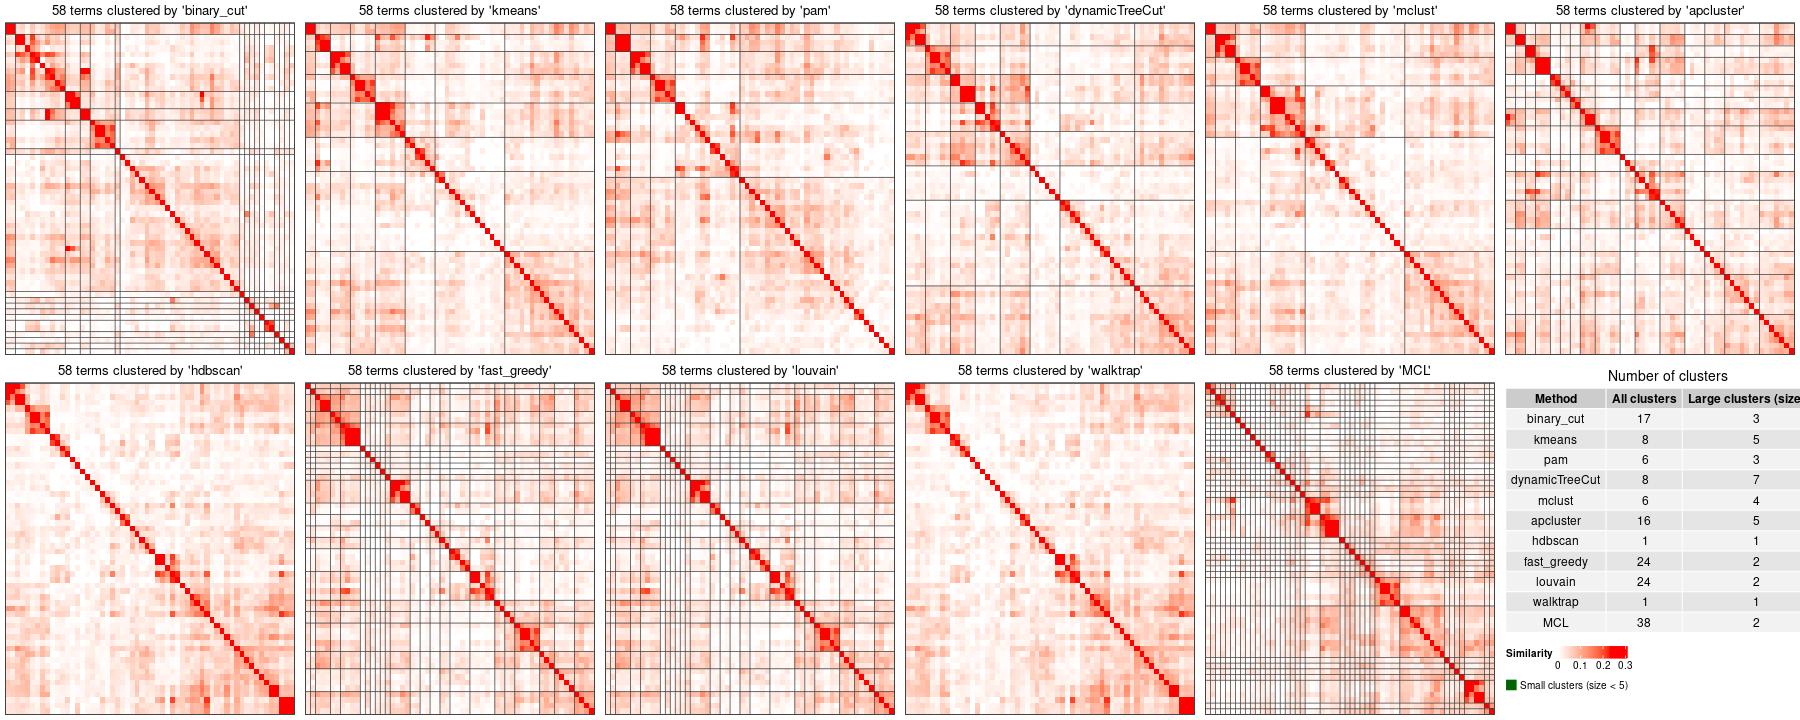 58 terms clustered by 'binary_cut'
58 terms clustered by 'kmeans'
58 terms clustered by 'pam'
58 terms clustered by 'dynamicTreeCut'
58 terms clustered by 'mclust'
58 terms clustered by 'apcluster'
58 terms clustered by 'hdbscan'
58 terms clustered by 'fast_greedy'
58 terms clustered by 'louvain'
58 terms clustered by 'walktrap'
58 terms clustered by 'MCL'
Number of clusters
Method All clusters Large clusters (size
binary_cut 17 3
kmeans 8 5
pam 6 3
dynamicTreeCut 8 7
mclust 6 4
apcluster 16 5
hdbscan 1 1
fast_greedy 24 2
louvain 24 2
walktrap 1 1
MCL 38 2
Similarity
0 0.1 0.2 0.3
Small clusters (size < 5)